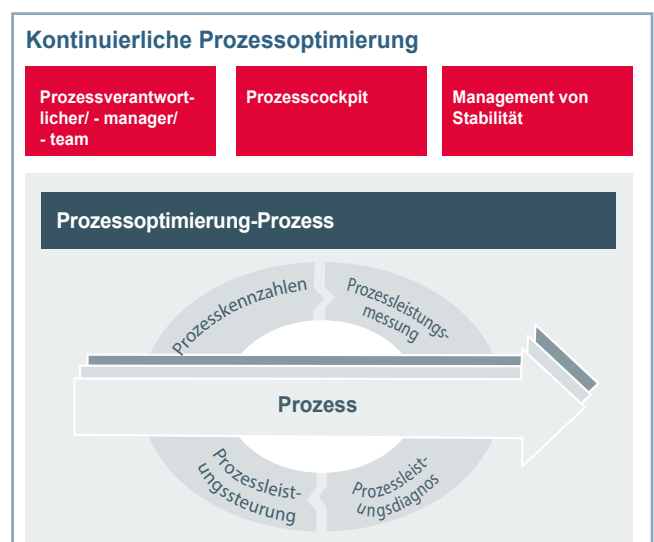 Kontinuierliche Prozessoptimierung
Prozessverantwort-
licher/ - manager/
- team
Prozesscockpit
Management von
Stabilität
Prozessoptimierung-Prozess
Prozesskennzahlen
Prozessleistungs-
messung
Prozess
Prozessleist-
ungssteurung
Prozessleist-
ungsdiagnos